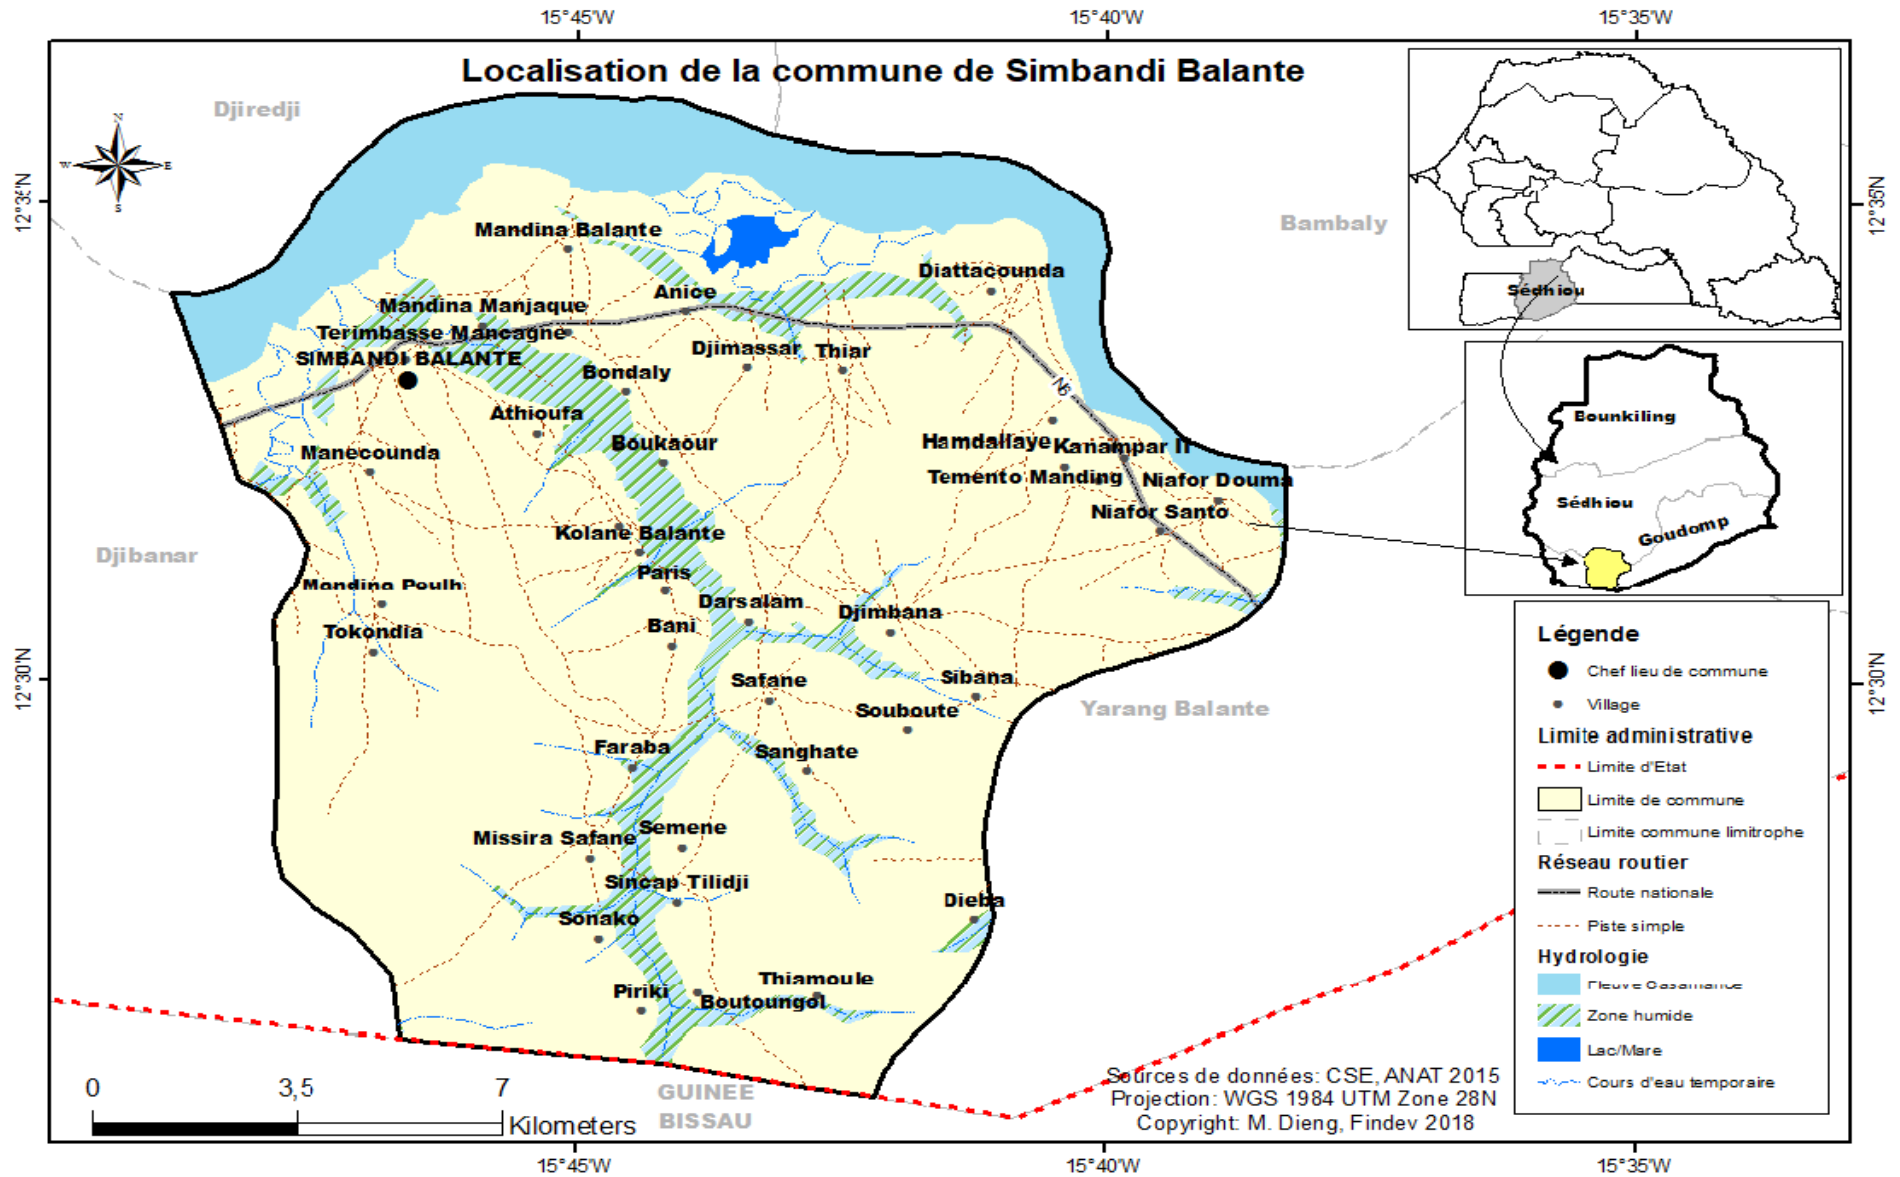 15°45'W
15°40'W
15°35'W
Localisation de la commune de Simbandi Balante
Djiredji
N
W
E
S
12°35'N
12°35'N
Bambaly
Mandina Balante
Diattacounda
Anice
Mandina Manjaque
Terimbasse Mancagne
SIMBANDI BALANTE
Djimassar
Thiar
Bondaly
N6
Athioufa
Boukaour
Hamdallaye
Kanampar II
Manecounda
Temento Manding
Niafor Douma
Niafor Santo
Kolane Balante
Djibanar
Paris
Mandina Poulh
Darsalam
Djimbana
Tokondia
Bani
Safane
Sibana
12°30'N
12°30'N
Souboute
Yarang Balante
Faraba
Sanghate
Missira Safane
Semene
Sincap Tilidji
Sonako
Dieba
Thiamoule
Piriki
Boutoungol
GUINEE
BISSAU
Sédhiou
Bounkiling
Sédhiou
Goudomp
Légende
Chef lieu de commune
Village
Limite administrative
Limite d'Etat
Limite de commune
Limite commune limitrophe
Réseau routier
Route nationale
Piste simple
Hydrologie
Fleuve Casamance
Zone humide
Lac/Mare
Cours d'eau temporaire
0
3,5
7
Kilometers
Sources de données: CSE, ANAT 2015
Projection: WGS 1984 UTM Zone 28N
Copyright: M. Dieng, Findev 2018
15°45'W
15°40'W
15°35'W